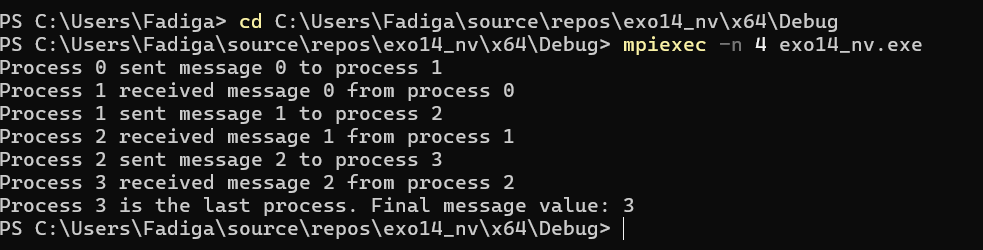 PS C:\Users\Fadiga> cd C:\Users\Fadiga\source\repos\exo14_nv\x64\Debug
PS C:\Users\Fadiga\source\repos\exo14_nv\x64\Debug> mpiexec -n 4 exo14_nv.exe
Process 0 sent message 0 to process 1
Process 1 received message 0 from process 0
Process 1 sent message 1 to process 2
Process 2 received message 1 from process 1
Process 2 sent message 2 to process 3
Process 3 received message 2 from process 2
Process 3 is the last process. Final message value: 3
PS C:\Users\Fadiga\source\repos\exo14_nv\x64\Debug>